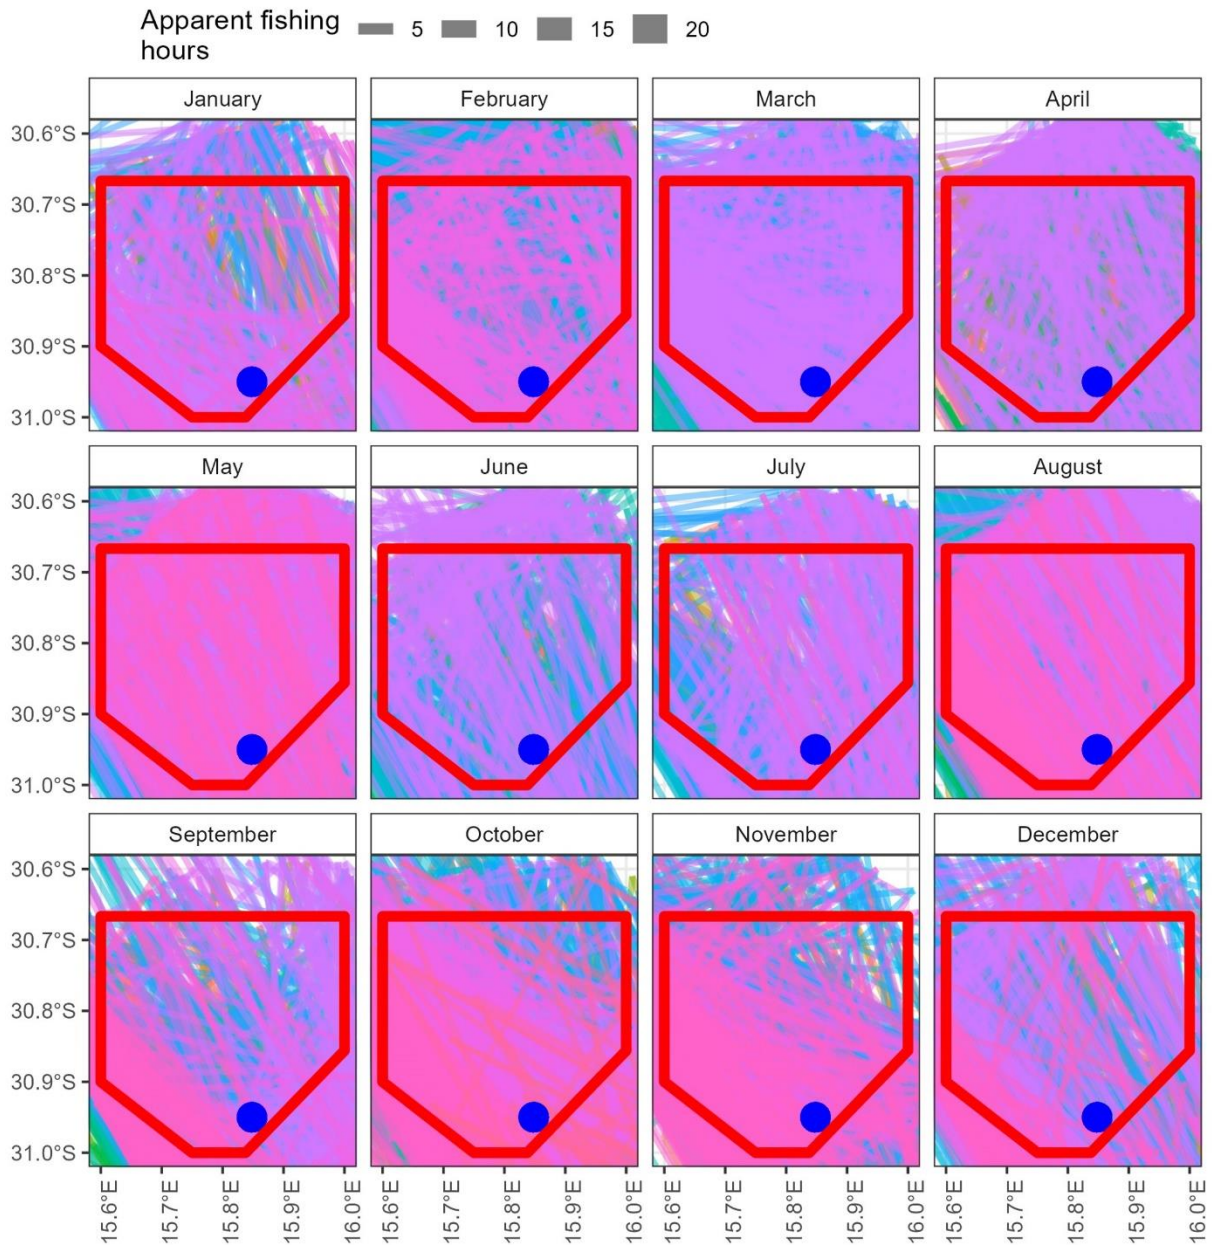 Apparent fishing
hours
5 10 15 20
January February March April
30.6°S
30.7°S
30.8°S
30.9°S
31.0°S
May June July August
30.6°S
30.7°S
30.8°S
30.9°S
31.0°S
September October November December
30.6°S
30.7°S
30.8°S
30.9°S
31.0°S
15.6°E 15.7°E 15.8°E 15.9°E 16.0°E 15.6°E 15.7°E 15.8°E 15.9°E 16.0°E 15.6°E 15.7°E 15.8°E 15.9°E 16.0°E 15.6°E 15.7°E 15.8°E 15.9°E 16.0°E